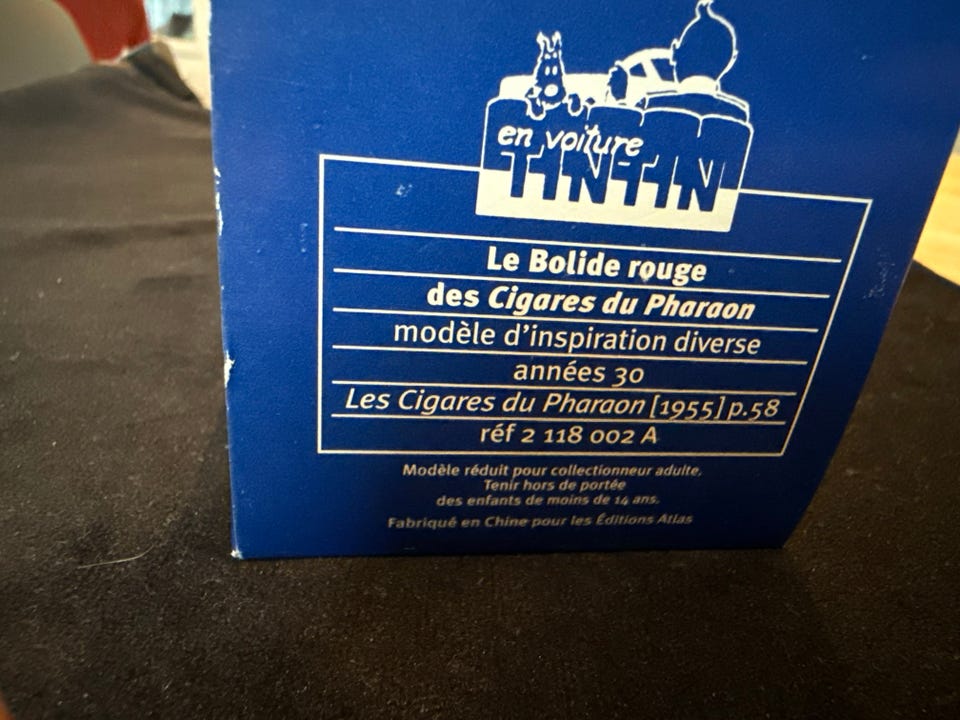 en voiture
TINTIN
Le Bolide rouge
des Cigares du Pharaon
modèle d'inspiration diverse
années 30
Les Cigares du Pharaon [1955] p.58
réf 2 118 002 A
Modèle réduit pour collectionneur adulte.
Tenir hors de portée
des enfants de moins de 14 ans.
Fabriqué en Chine pour les Éditions Atlas